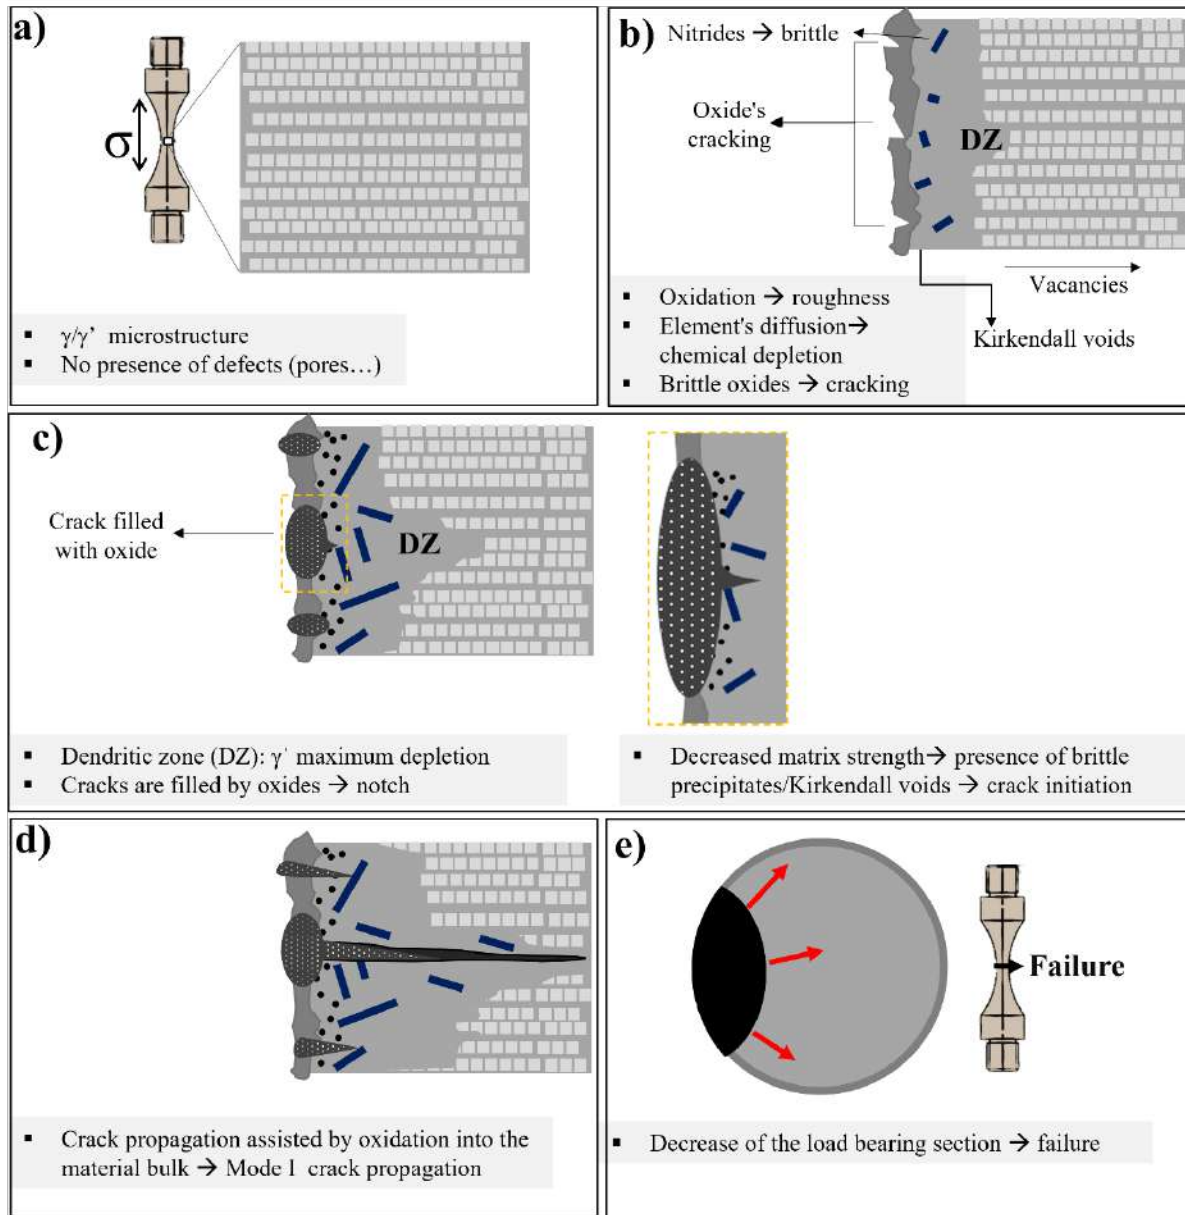 a)
σ
▪ γ/γ’ microstructure
▪ No presence of defects (pores…)
b)
Nitrides → brittle
Oxide's
cracking
DZ
Vacancies
Kirkendall voids
▪ Oxidation → roughness
▪ Element's diffusion→
chemical depletion
▪ Brittle oxides → cracking
c)
Crack filled
with oxide
DZ
▪ Dendritic zone (DZ): γ' maximum depletion
▪ Cracks are filled by oxides → notch
▪ Decreased matrix strength→ presence of brittle
precipitates/Kirkendall voids → crack initiation
d)
▪ Crack propagation assisted by oxidation into the
material bulk → Mode I crack propagation
e)
Failure
▪ Decrease of the load bearing section → failure